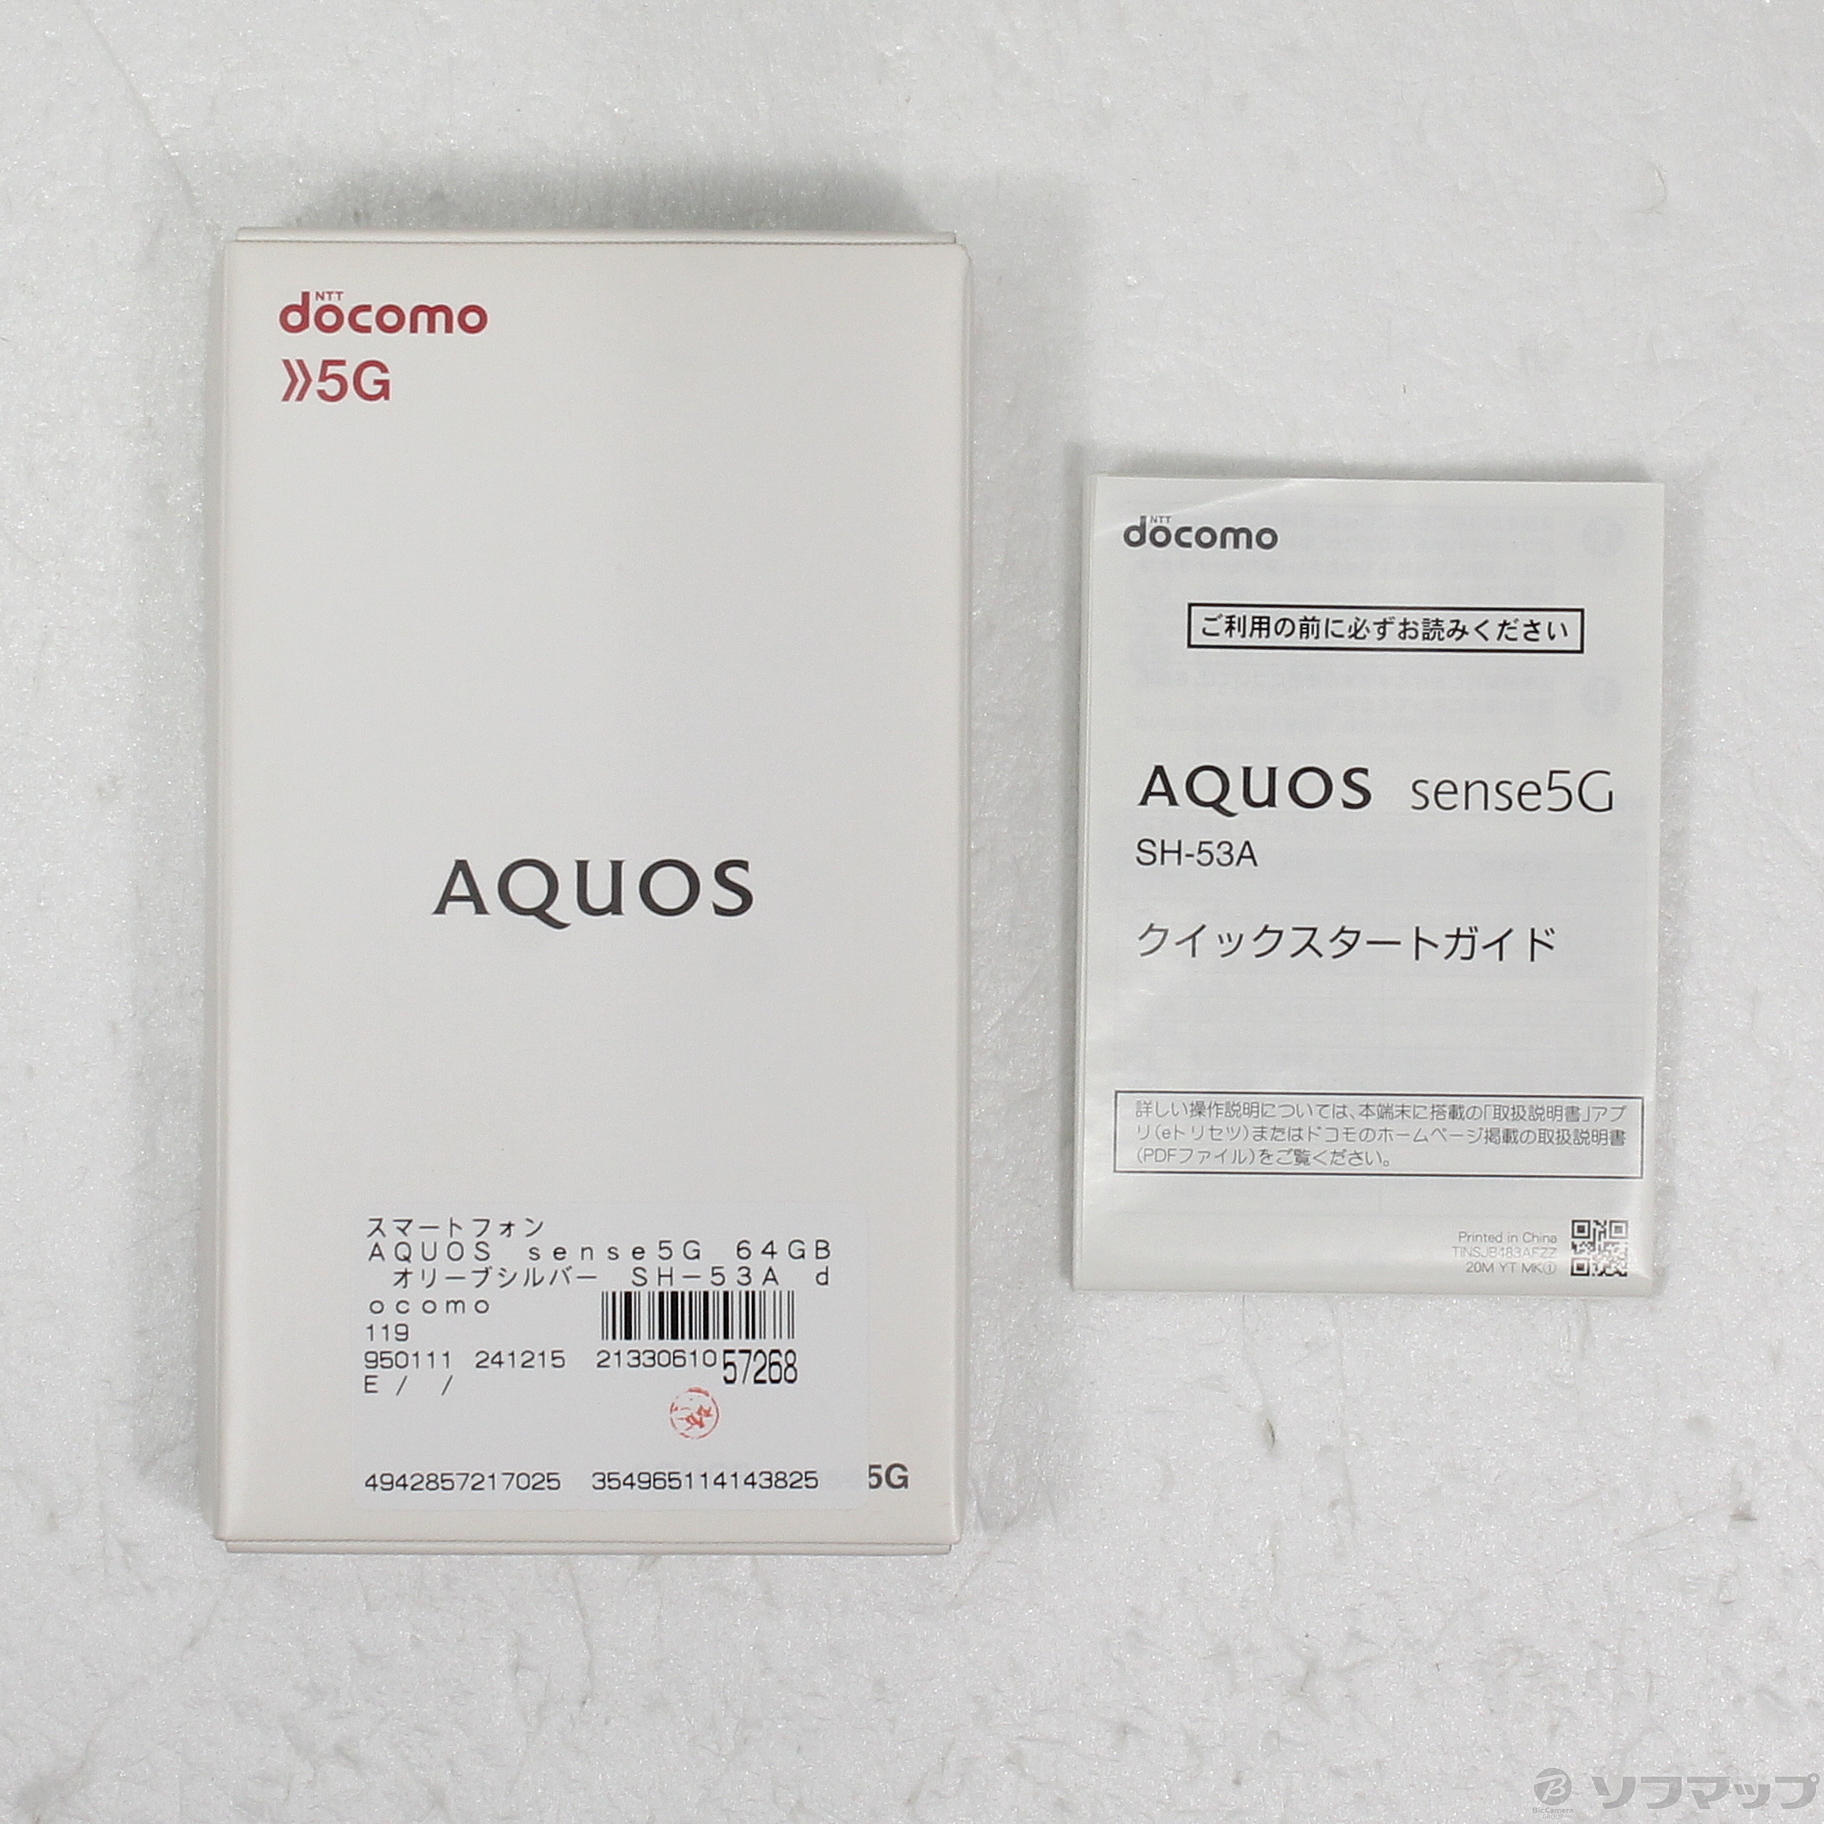 NTT
docomo
5G
AQUOS
スマートフォン
AQUOS sense5G 64GB
オリーブシルバー SH-53A d
ocomo
119
950111 241215 2133061057268
E / /
4942857217025 354965114143825
5G
NTT
docomo
ご利用の前に必ずお読みください
AQUOS sense5G
SH-53A
クイックスタートガイド
詳しい操作説明については、本端末に搭載の「取扱説明書」アプ
リ(eトリセツ)またはドコモのホームページ掲載の取扱説明書
(PDFファイル)をご覧ください。
Printed in China
TINSJB483AFZZ
20M YT MK①
BicCamera
GROUP
ソフマップ